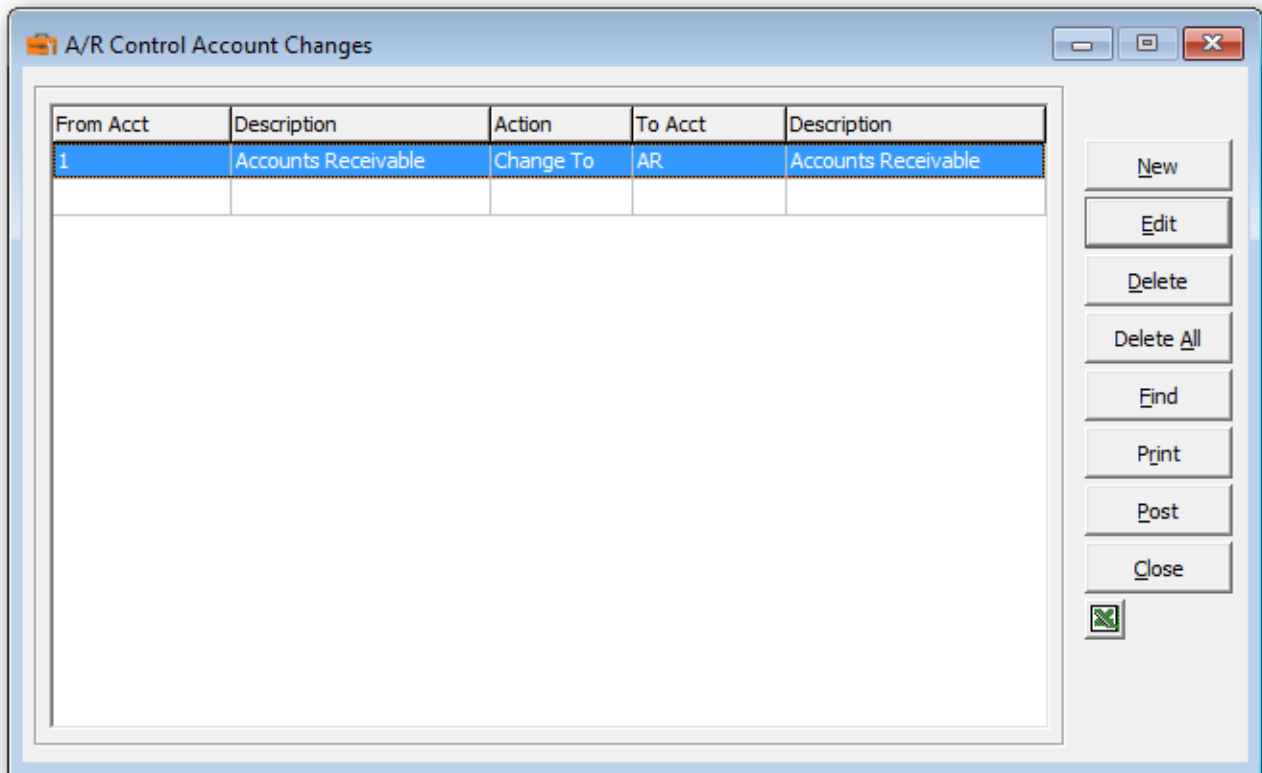 A/R Control Account Changes
From Acct Description Action To Acct Description
1 Accounts Receivable Change To AR Accounts Receivable
New
Edit
Delete
Delete All
Find
Print
Post
Close